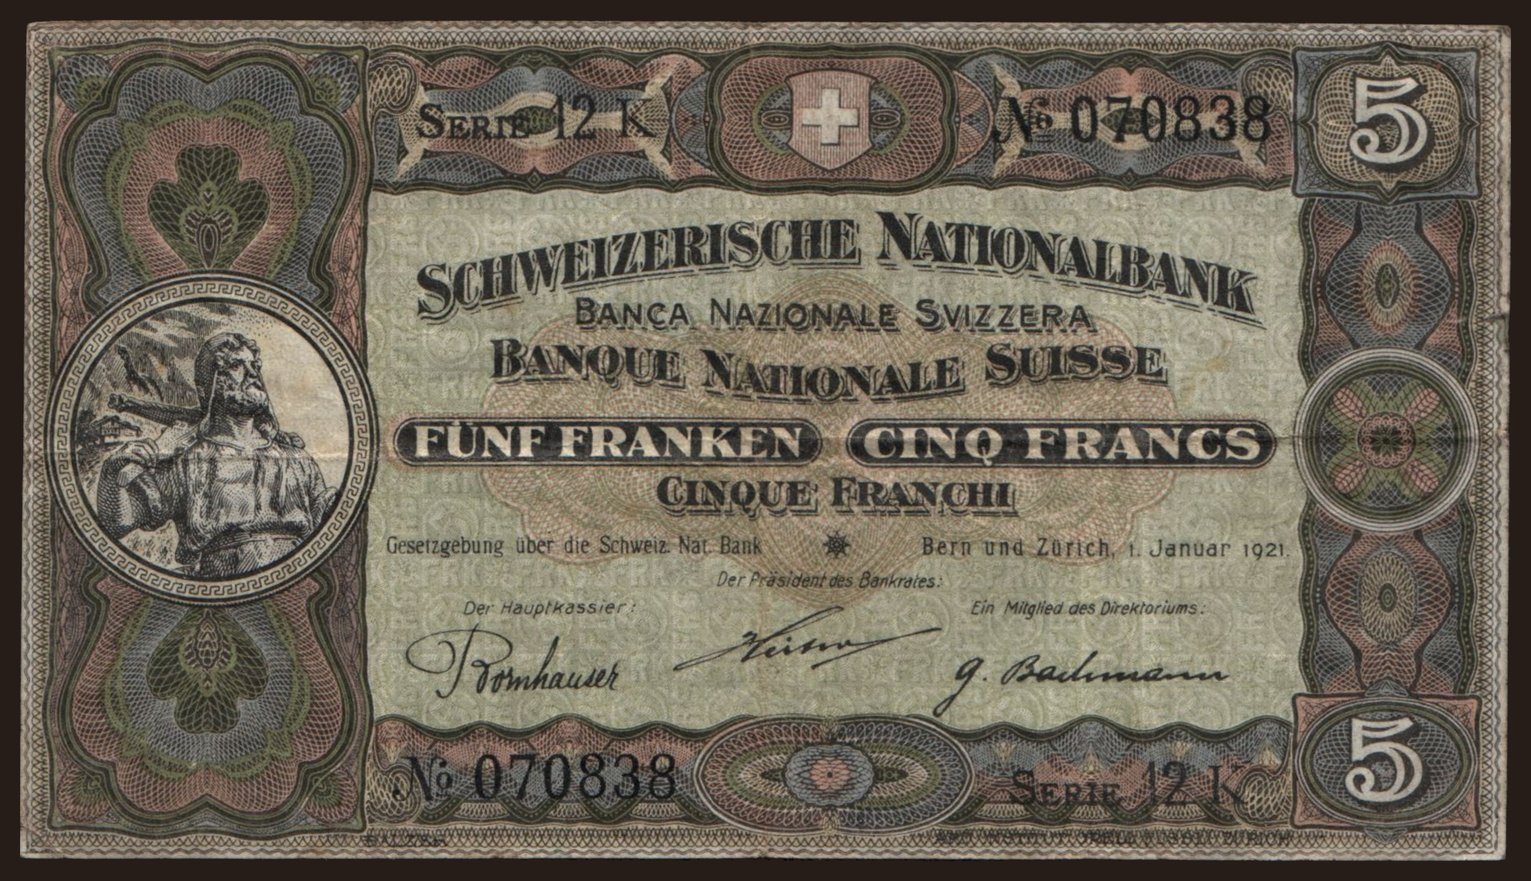 SERIE 12 K
№ 070838
5
SCHWEIZERISCHE NATIONALBANK
BANCA NAZIONALE SVIZZERA
BANQUE NATIONALE SUISSE
FÜNF FRANKEN CINQ FRANCS
CINQUE FRANCHI
Gesetzgebung über die Schweiz. Nat. Bank
Bern und Zürich, 1. Januar 1921.
Der Präsident des Bankrates:
Der Hauptkassier:
Ein Mitglied des Direktoriums:
Bornhauser
G. Bachmann
№ 070838
SERIE 12 K
5
BALZER
ZÜRICH